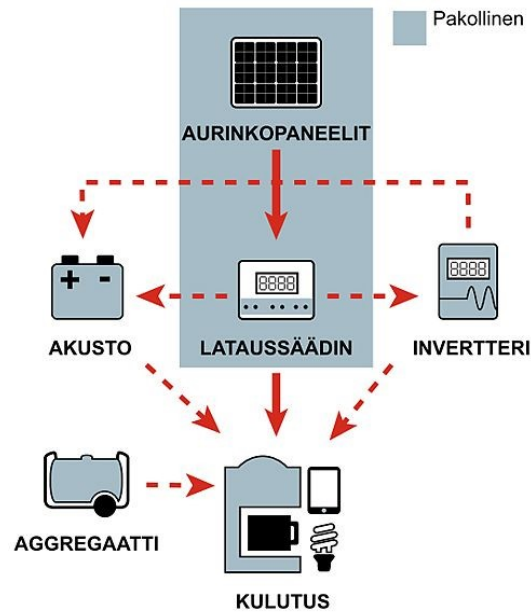 Pakollinen
AURINKOPANEELIT
8888
8888
+ -
AKUSTO
LATAUSSÄÄDIN
INVERTTERI
AGGREGAATTI
KULUTUS